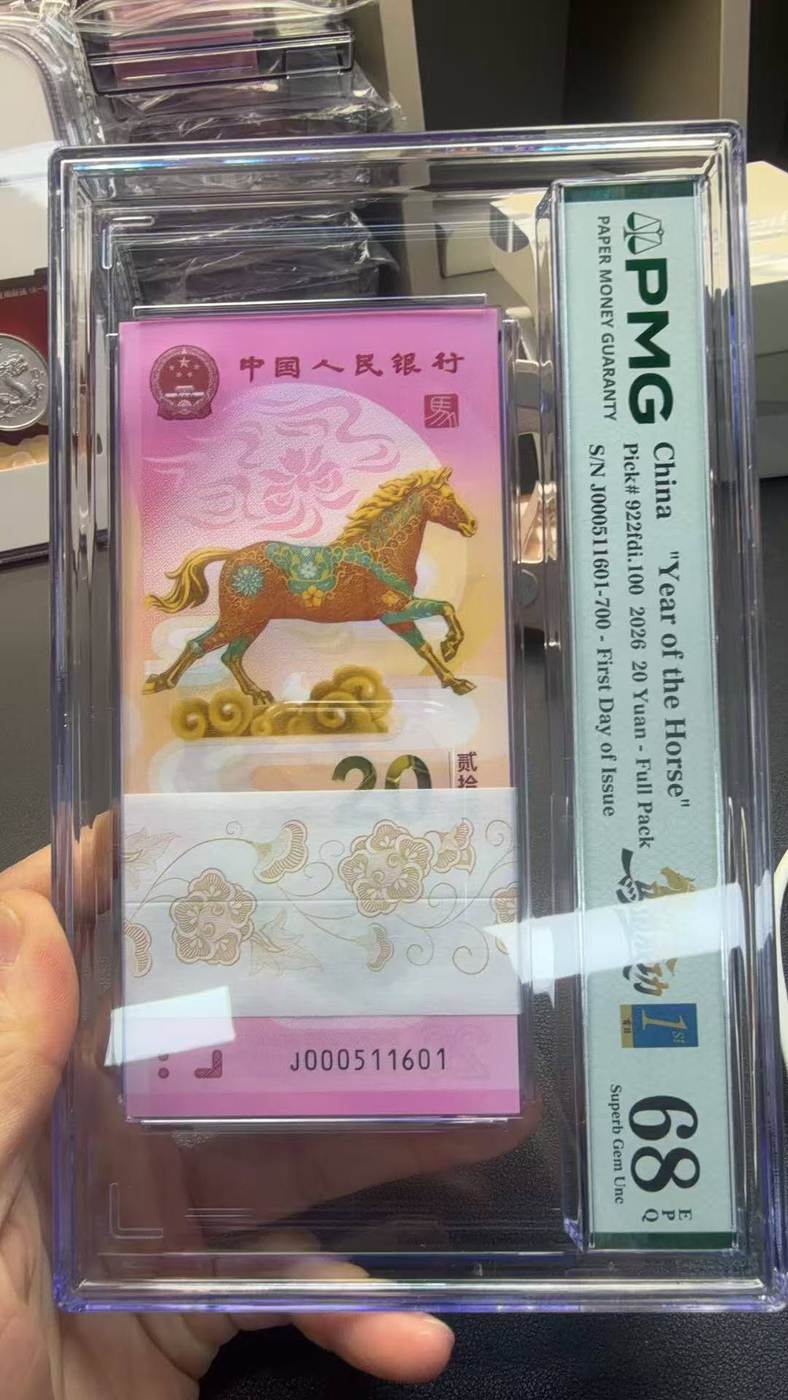 中国人民银行
馬
20
贰拾
J000511601
PMG
PAPER MONEY GUARANTY
China "Year of the Horse"
Pick# 922fdi.100 2026 20 Yuan - Full Pack
S/N J000511601-700 - First Day of Issue
1st
68
EPQ
Superb Gem Unc